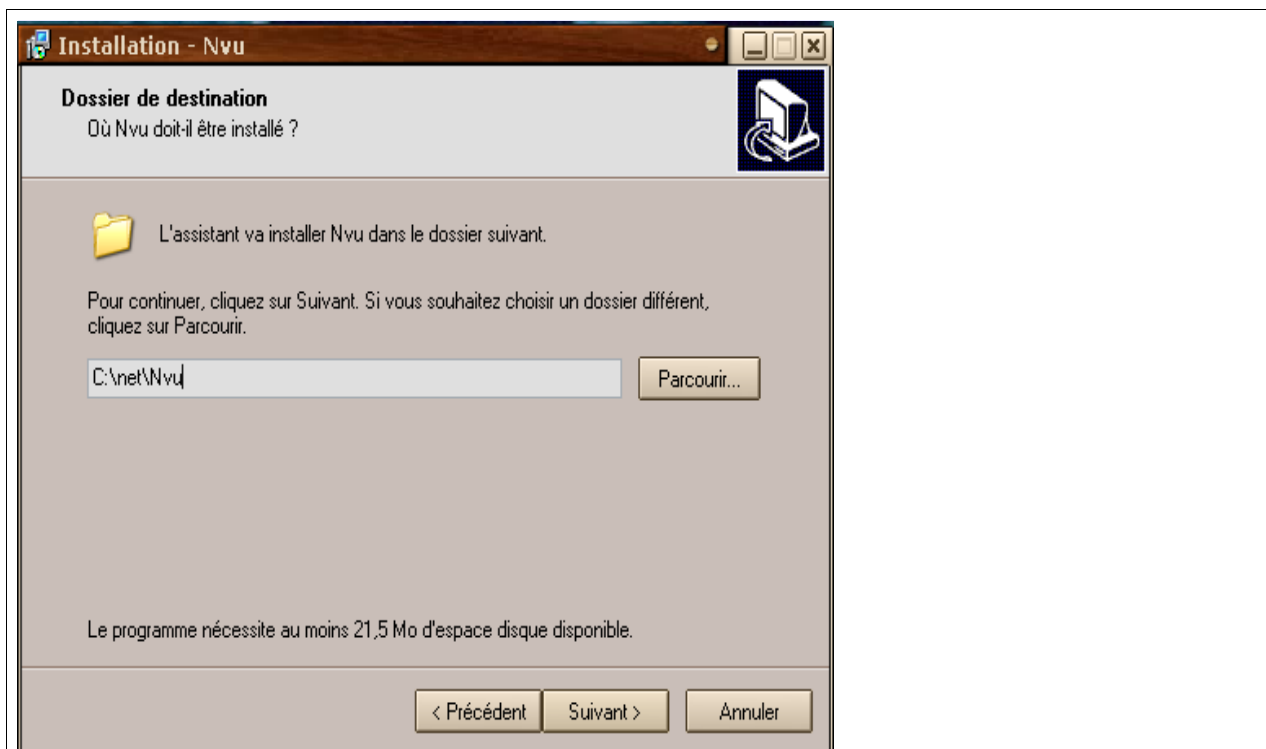 Installation - Nvu
Dossier de destination
Où Nvu doit-il être installé ?
L'assistant va installer Nvu dans le dossier suivant.
Pour continuer, cliquez sur Suivant. Si vous souhaitez choisir un dossier différent,
cliquez sur Parcourir.
C:\net\Nvu
Parcourir...
Le programme nécessite au moins 21,5 Mo d'espace disque disponible.
< Précédent
Suivant >
Annuler